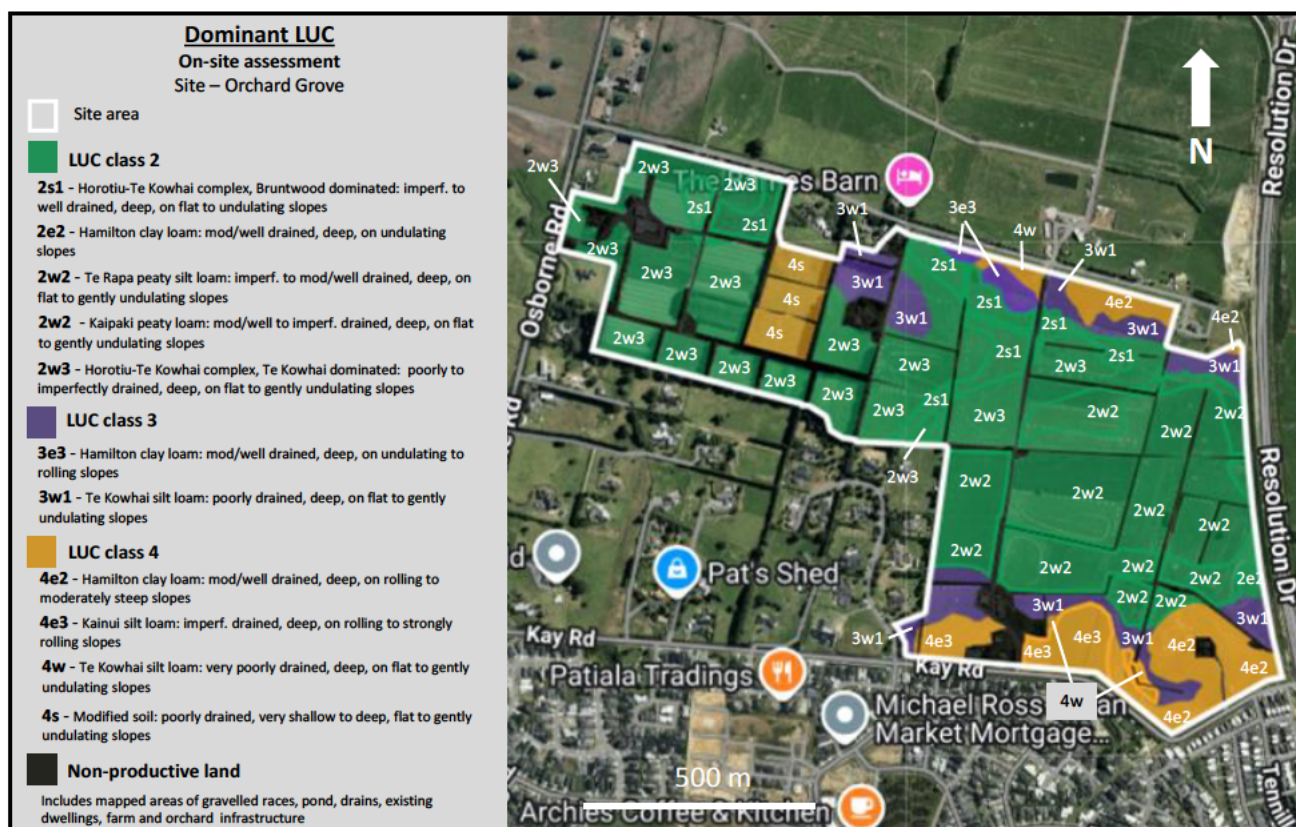 Dominant LUC
On-site assessment
Site – Orchard Grove
Site area
LUC class 2
2s1 - Horotiu-Te Kowhai complex, Bruntwood dominated: imperf. to
well drained, deep, on flat to undulating slopes
2e2 - Hamilton clay loam: mod/well drained, deep, on undulating
slopes
2w2 - Te Rapa peaty silt loam: imperf. to mod/well drained, deep, on
flat to gently undulating slopes
2w2 - Kaipaki peaty loam: mod/well to imperf. drained, deep, on flat
to gently undulating slopes
2w3 - Horotiu-Te Kowhai complex, Te Kowhai dominated: poorly to
imperfectly drained, deep, on flat to gently undulating slopes
LUC class 3
3e3 - Hamilton clay loam: mod/well drained, deep, on undulating to
rolling slopes
3w1 - Te Kowhai silt loam: poorly drained, deep, on flat to gently
undulating slopes
LUC class 4
4e2 - Hamilton clay loam: mod/well drained, deep, on rolling to
moderately steep slopes
4e3 - Kainui silt loam: imperf. drained, deep, on rolling to strongly
rolling slopes
4w - Te Kowhai silt loam: very poorly drained, deep, on flat to gently
undulating slopes
4s - Modified soil: poorly drained, very shallow to deep, flat to gently
undulating slopes
Non-productive land
Includes mapped areas of gravelled races, pond, drains, existing
dwellings, farm and orchard infrastructure
N
Resolution Dr
2w3
2w3
2w3
Barn
2s1
2s1
3w1
3e3
4w
3w1
2w3
2w3
2w3
4s
4s
4s
3w1
3w1
2s1
2s1
2s1
4e2
3w1
4e2
3w1
Osborne Rd
2w3
2w3
2w3
2w3
2w3
2w3
2w3
2s1
2s1
2w3
2s1
2w3
2w3
2w2
2w2
2w2
2w3
2w2
2w2
2w2
2w2
Resolution Dr
2w2
2w2
2w2
2w2
2e2
2w2
2w2
3w1
3w1
3w1
3w1
4e3
4e3
4e3
4e2
4e2
4e2
4w
Pat's Shed
Kay Rd
Kay Rd
Patiala Tradings
Michael Ross
Market Mortgage...
500 m
Archies Coffee & Kitchen